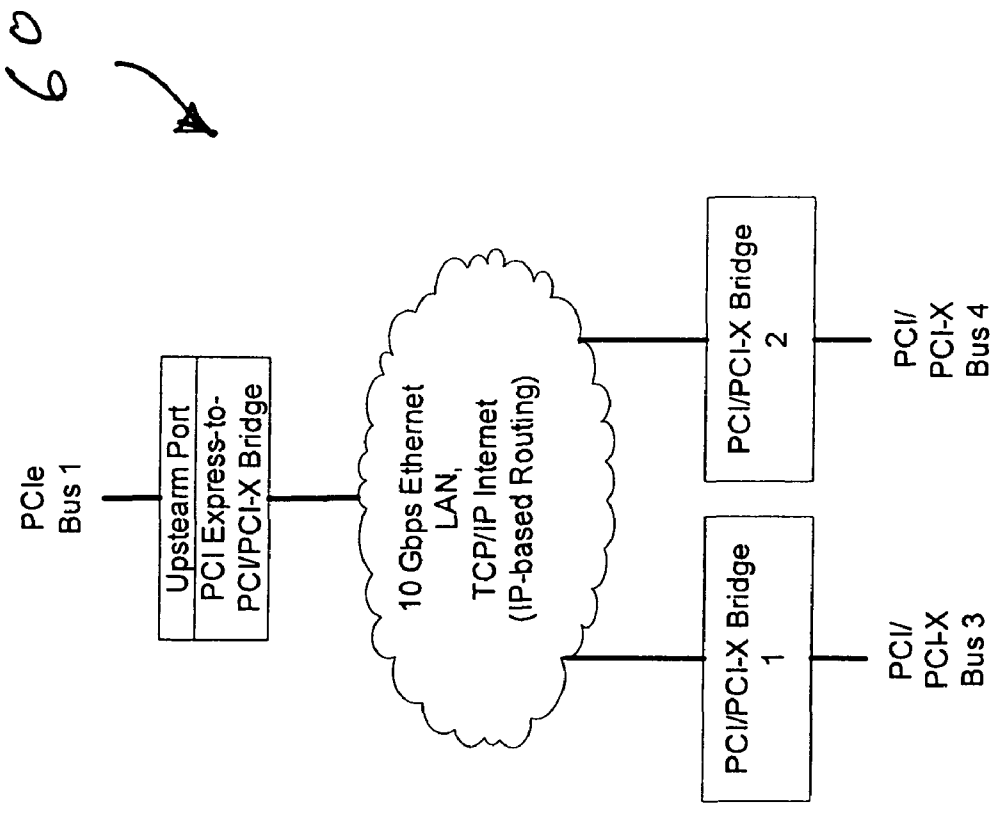 60
PCIe
Bus 1
Upstearm Port
PCI Express-to-
PCI/PCI-X Bridge
10 Gbps Ethernet
LAN,
TCP/IP Internet
(IP-based Routing)
PCI/PCI-X Bridge
1
PCI/
PCI-X
Bus 3
PCI/PCI-X Bridge
2
PCI/
PCI-X
Bus 4